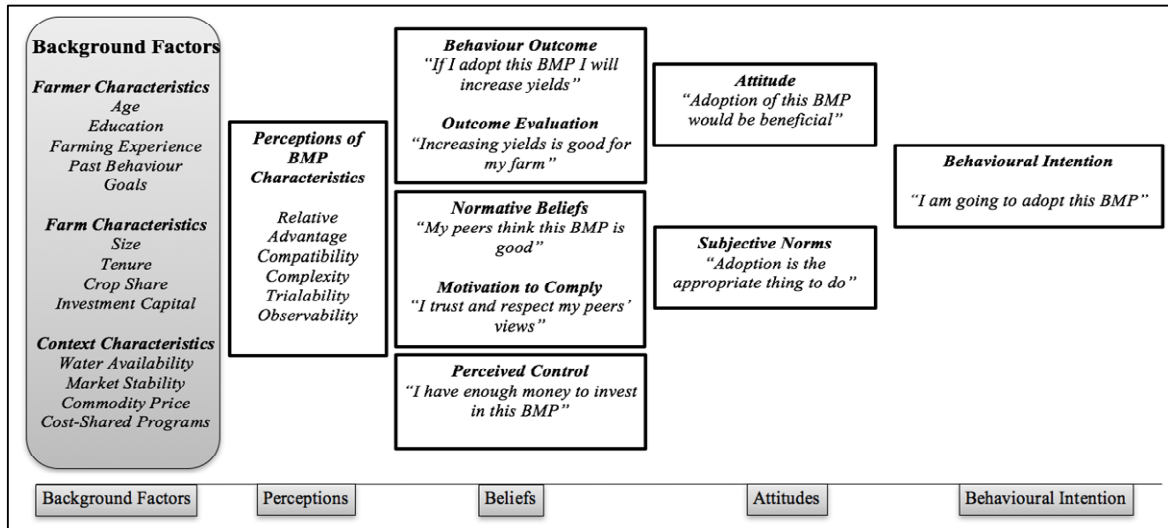 Background Factors
Farmer Characteristics
Age
Education
Farming Experience
Past Behaviour
Goals
Farm Characteristics
Size
Tenure
Crop Share
Investment Capital
Context Characteristics
Water Availability
Market Stability
Commodity Price
Cost-Shared Programs
Perceptions of
BMP
Characteristics
Relative
Advantage
Compatibility
Complexity
Trialability
Observability
Behaviour Outcome
“If I adopt this BMP I will
increase yields”
Outcome Evaluation
“Increasing yields is good for
my farm”
Normative Beliefs
“My peers think this BMP is
good”
Motivation to Comply
“I trust and respect my peers’
views”
Perceived Control
“I have enough money to invest
in this BMP”
Attitude
“Adoption of this BMP
would be beneficial”
Subjective Norms
“Adoption is the
appropriate thing to do”
Behavioural Intention
“I am going to adopt this BMP”
Background Factors
Perceptions
Beliefs
Attitudes
Behavioural Intention